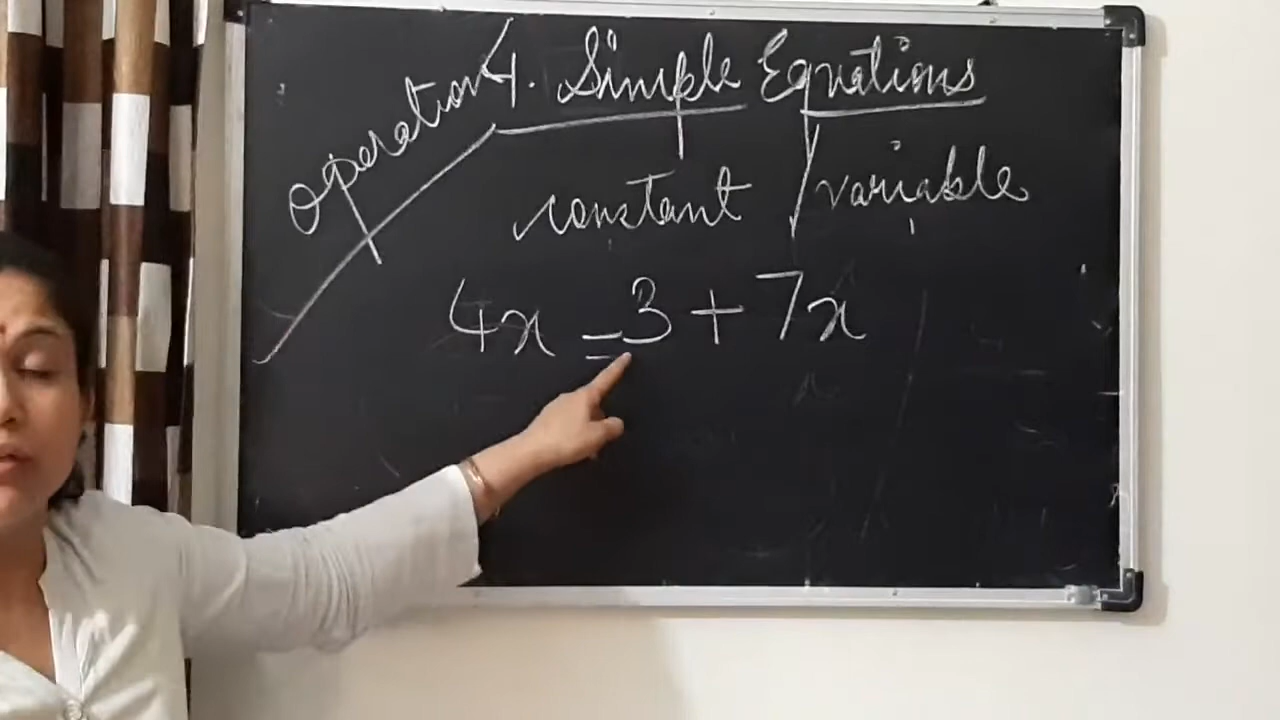 4. Simple Equations
operation
constant / variable
4x = 3 + 7x